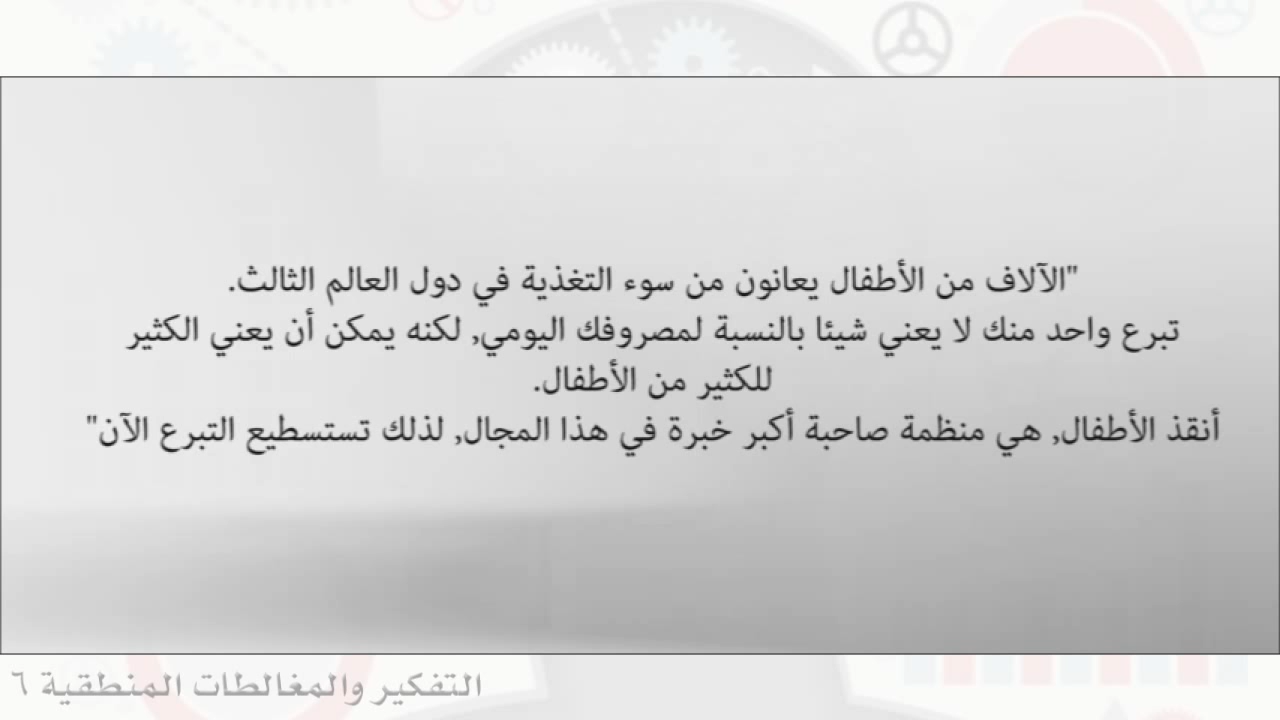 "الآلاف من الأطفال يعانون من سوء التغذية في دول العالم الثالث.
تبرع واحد منك لا يعني شيئا بالنسبة لمصروفك اليومي, لكنه يمكن أن يعني الكثير
للكثير من الأطفال.
أنقذ الأطفال, هي منظمة صاحبة أكبر خبرة في هذا المجال, لذلك تستسطيع التبرع الآن"
التفكير والمغالطات المنطقية ٦